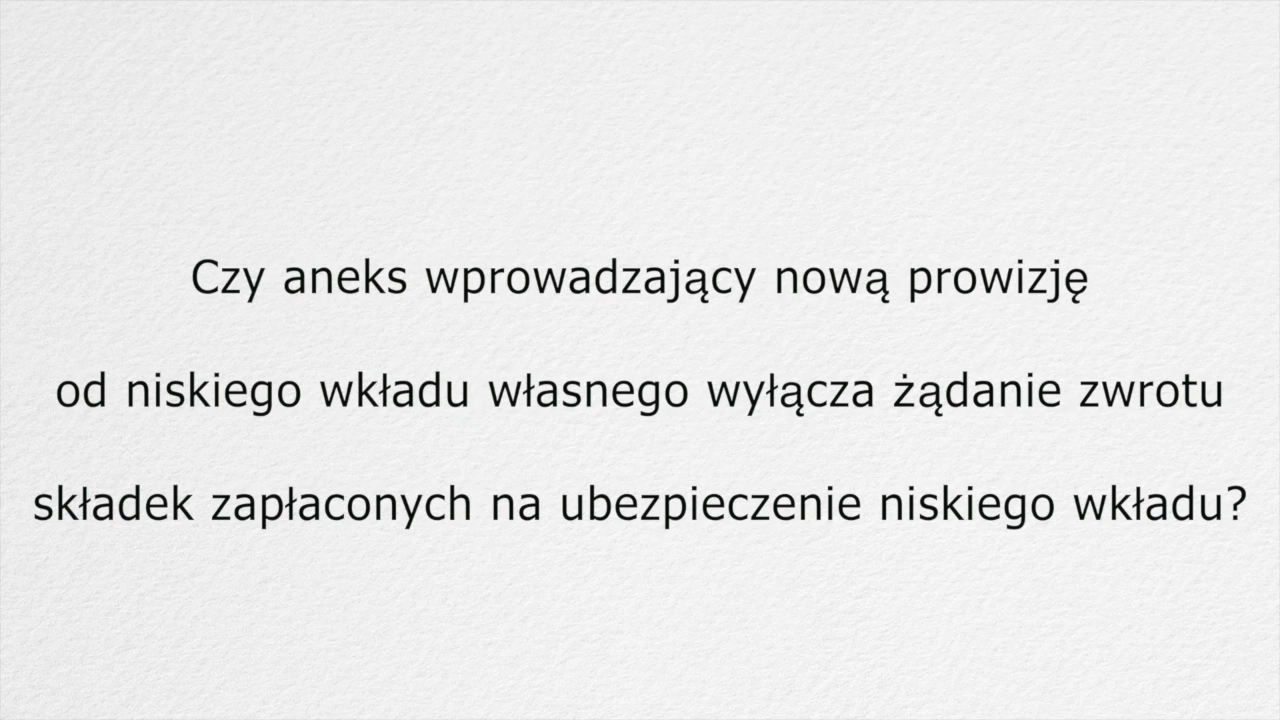 Czy aneks wprowadzający nową prowizję
od niskiego wkładu własnego wyłącza żądanie zwrotu
składek zapłaconych na ubezpieczenie niskiego wkładu?